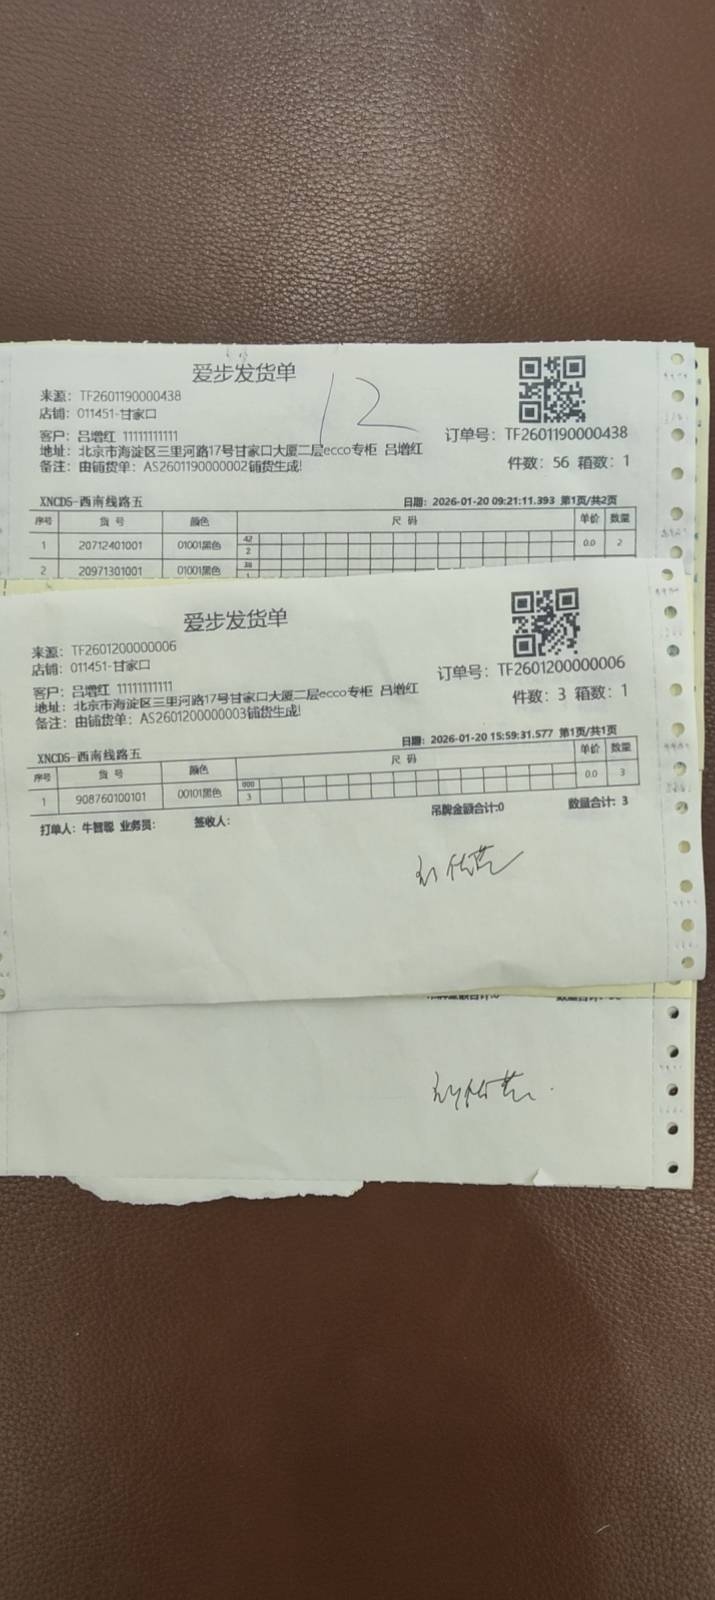 爱步发货单
来源：TF2601190000438
店铺：011451-甘家口
12
客户：吕增红 11111111111
订单号：TF2601190000438
地址：北京市海淀区三里河路17号甘家口大厦二层ecco专柜 吕增红
备注：由铺货单：AS2601190000002铺货生成!
件数：56 箱数：1
XNCD5-西南线路五
日期：2026-01-20 09:21:11.393 第1页/共2页
序号 货 号 颜色 尺 码 单价 数量
1 20712401001 01001黑色 42 2 0.0 2
2 20971301001 01001黑色 38
爱步发货单
来源：TF2601200000006
店铺：011451-甘家口
订单号：TF2601200000006
客户：吕增红 11111111111
地址：北京市海淀区三里河路17号甘家口大厦二层ecco专柜 吕增红
件数：3 箱数：1
备注：由铺货单：AS2601200000003铺货生成!
XNCD5-西南线路五
日期：2026-01-20 15:59:31.577 第1页/共1页
序号 货 号 颜色 尺 码 单价 数量
1 908760100101 00101黑色 000 3 0.0 3
打单人：牛智聪 业务员： 签收人： 吊牌金额合计:0 数量合计：3